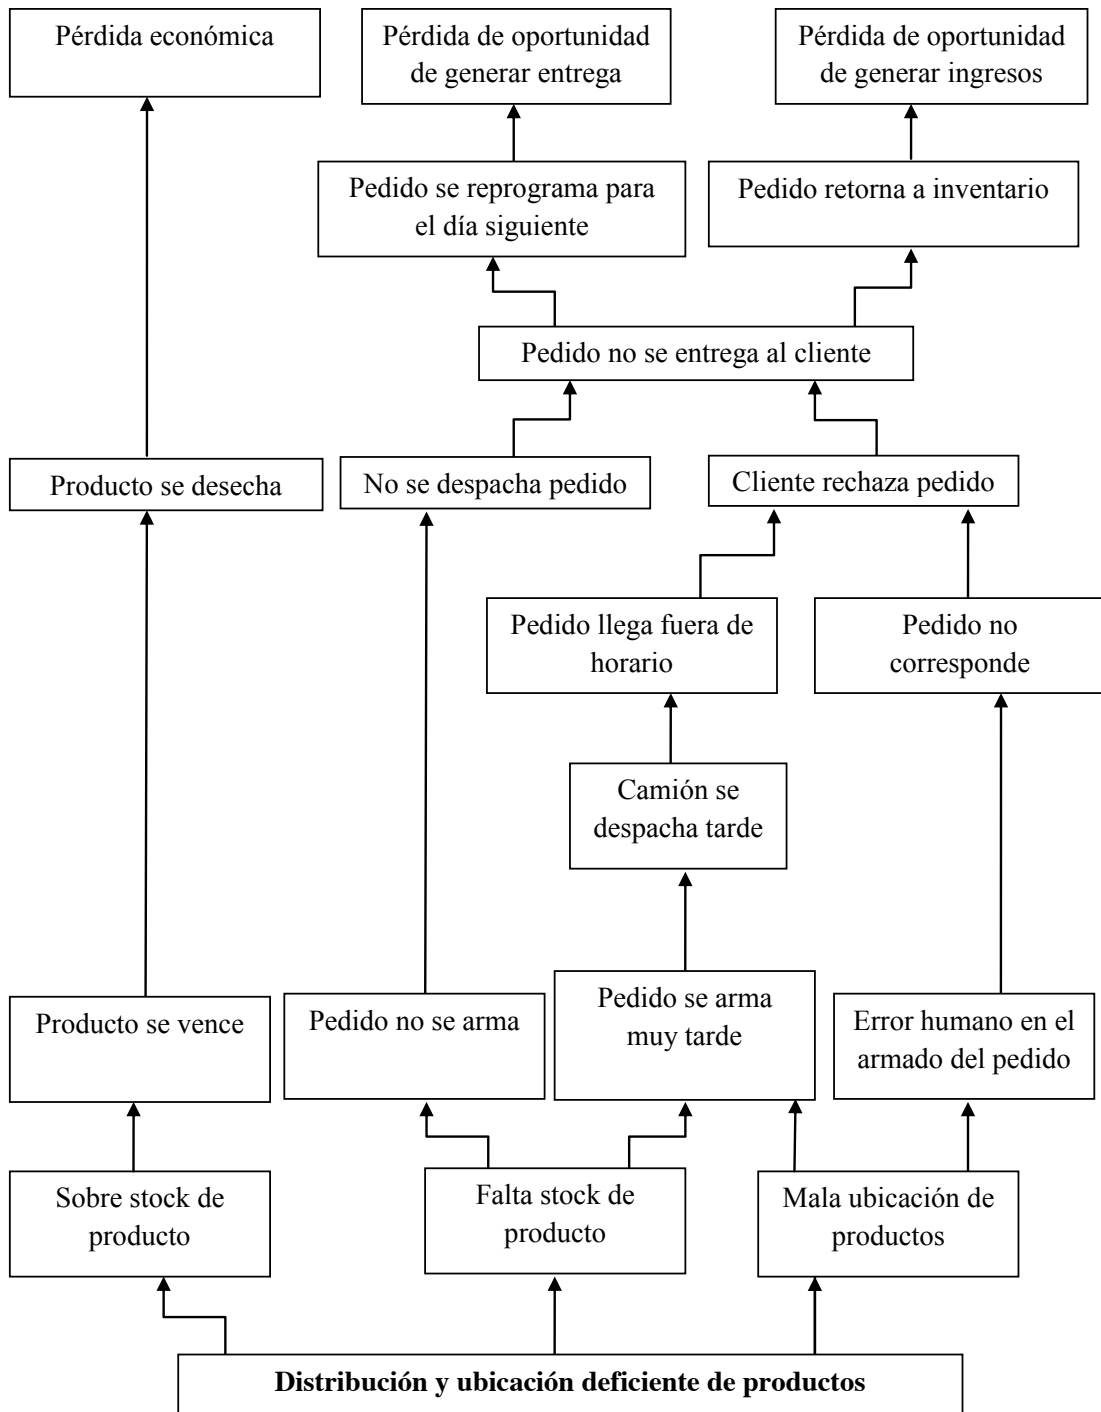 Pérdida económica
Pérdida de oportunidad
de generar entrega
Pérdida de oportunidad
de generar ingresos
Pedido se reprograma para
el día siguiente
Pedido retorna a inventario
Pedido no se entrega al cliente
Producto se desecha
No se despacha pedido
Cliente rechaza pedido
Pedido llega fuera de
horario
Pedido no
corresponde
Camión se
despacha tarde
Producto se vence
Pedido no se arma
Pedido se arma
muy tarde
Error humano en el
armado del pedido
Sobre stock de
producto
Falta stock de
producto
Mala ubicación de
productos
Distribución y ubicación deficiente de productos